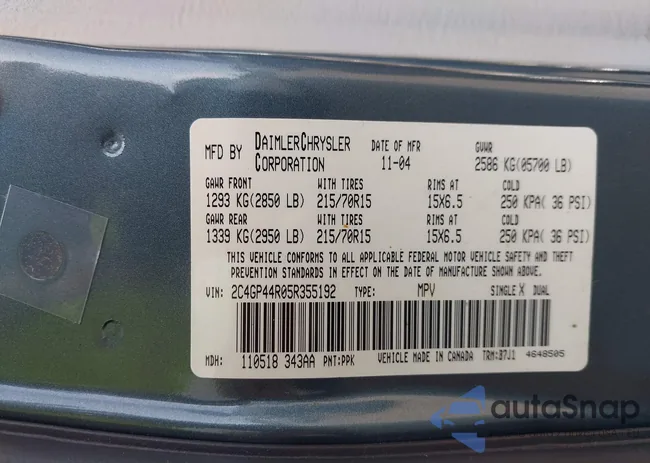 MFD BY DAIMLERCHRYSLER CORPORATION DATE OF MFR 11-04 GVWR 2586 KG(05700 LB)
GAWR FRONT WITH TIRES RIMS AT COLD
1293 KG(2850 LB) 215/70R15 15X6.5 250 KPA( 36 PSI)
GAWR REAR WITH TIRES RIMS AT COLD
1339 KG(2950 LB) 215/70R15 15X6.5 250 KPA( 36 PSI)
THIS VEHICLE CONFORMS TO ALL APPLICABLE FEDERAL MOTOR VEHICLE SAFETY AND THEFT
PREVENTION STANDARDS IN EFFECT ON THE DATE OF MANUFACTURE SHOWN ABOVE.
VIN: 2C4GP44R05R355192 TYPE: MPV SINGLE X DUAL
MDH: 110518 343AA PNT:PPK VEHICLE MADE IN CANADA TRM:B7J1 4648505
autaSnap